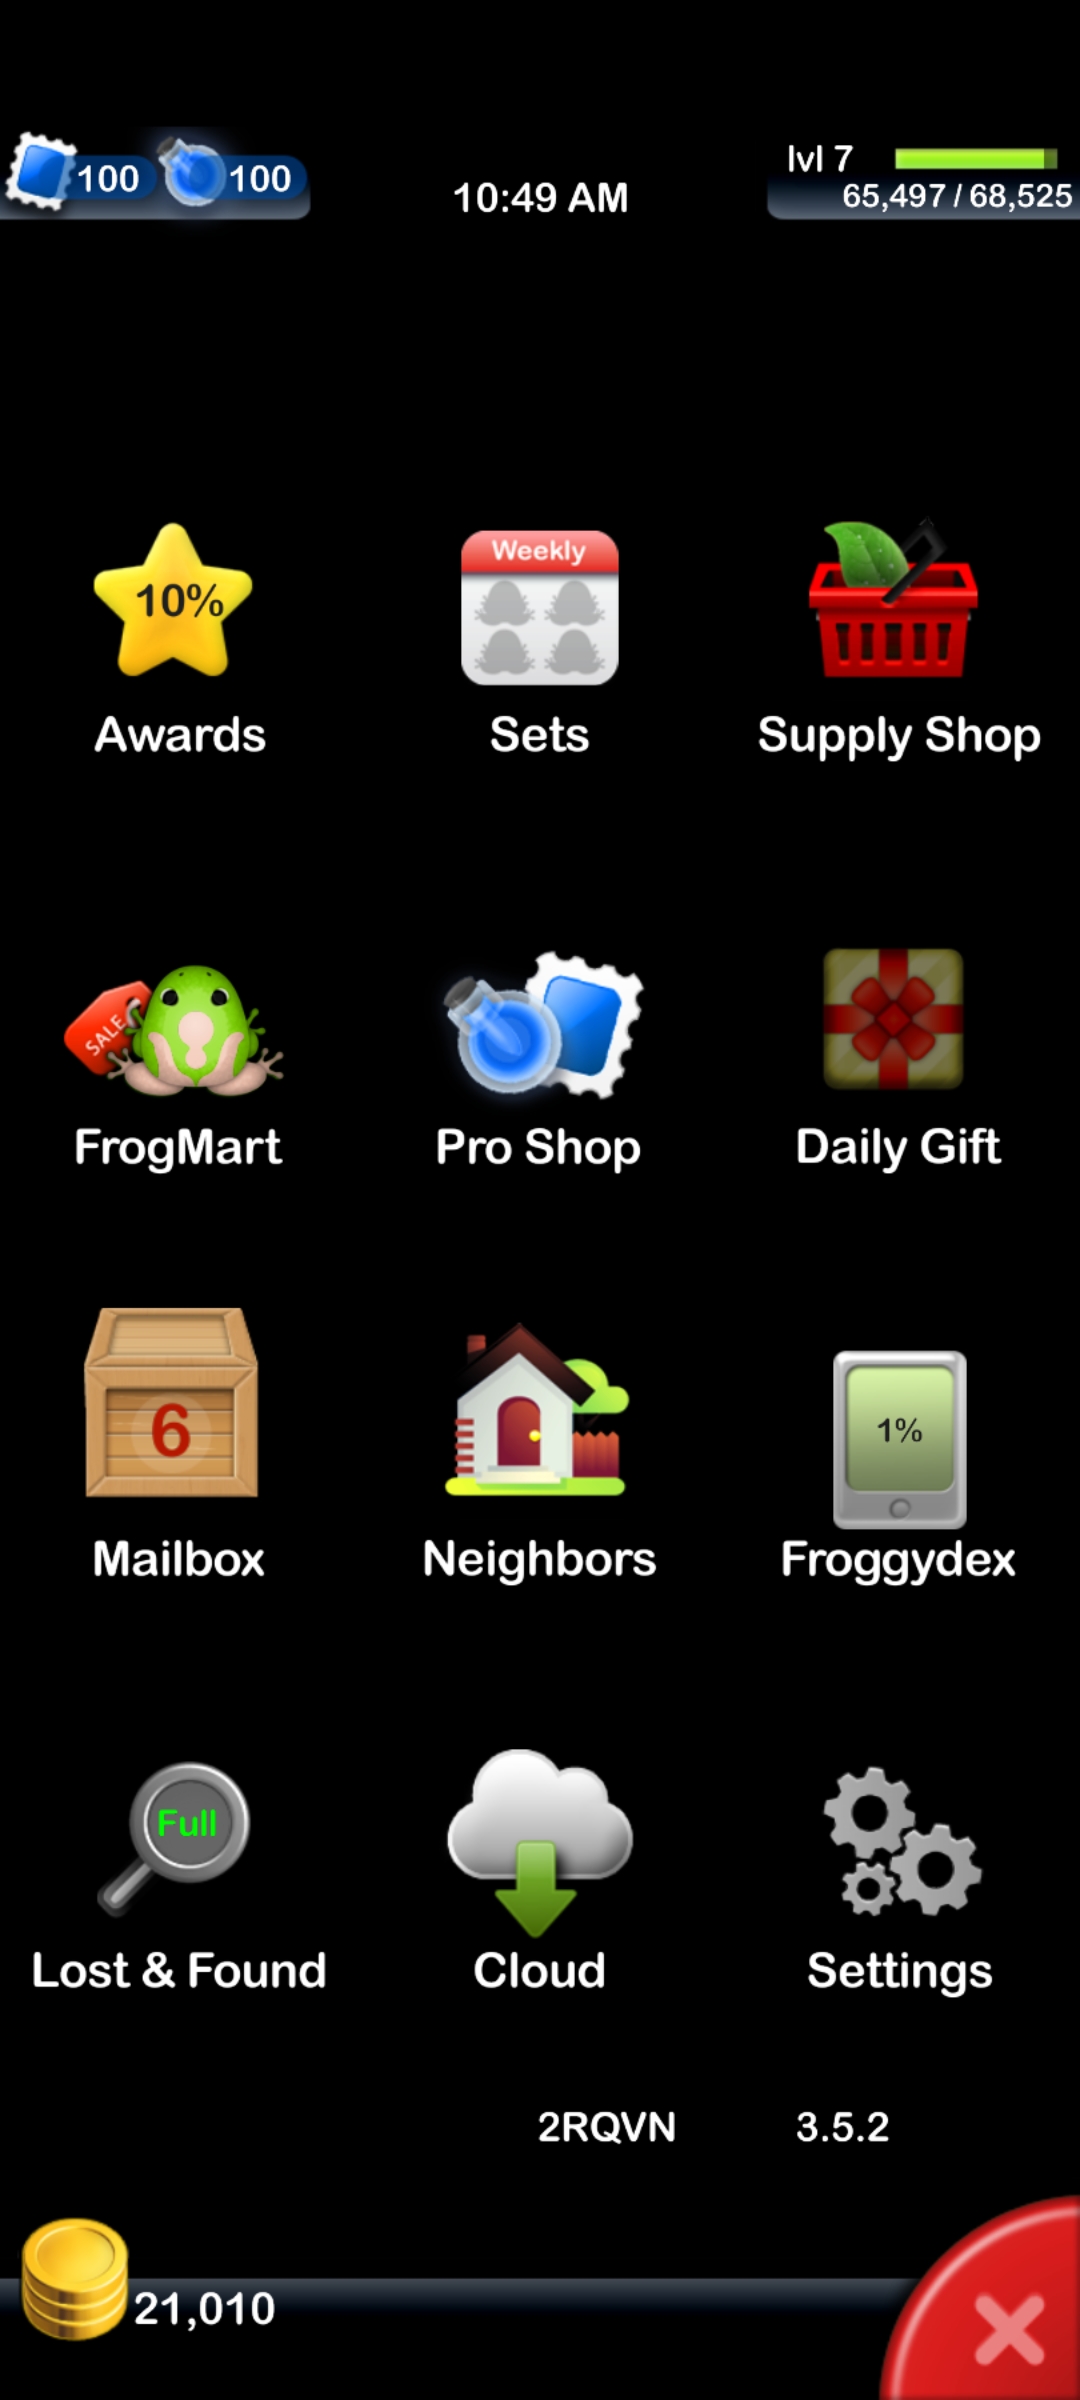 100
100
10:49 AM
lvl 7
65,497 / 68,525
10%
Weekly
Awards
Sets
Supply Shop
SALE
FrogMart
Pro Shop
Daily Gift
6
1%
Mailbox
Neighbors
Froggydex
Full
Lost & Found
Cloud
Settings
2RQVN
3.5.2
21,010